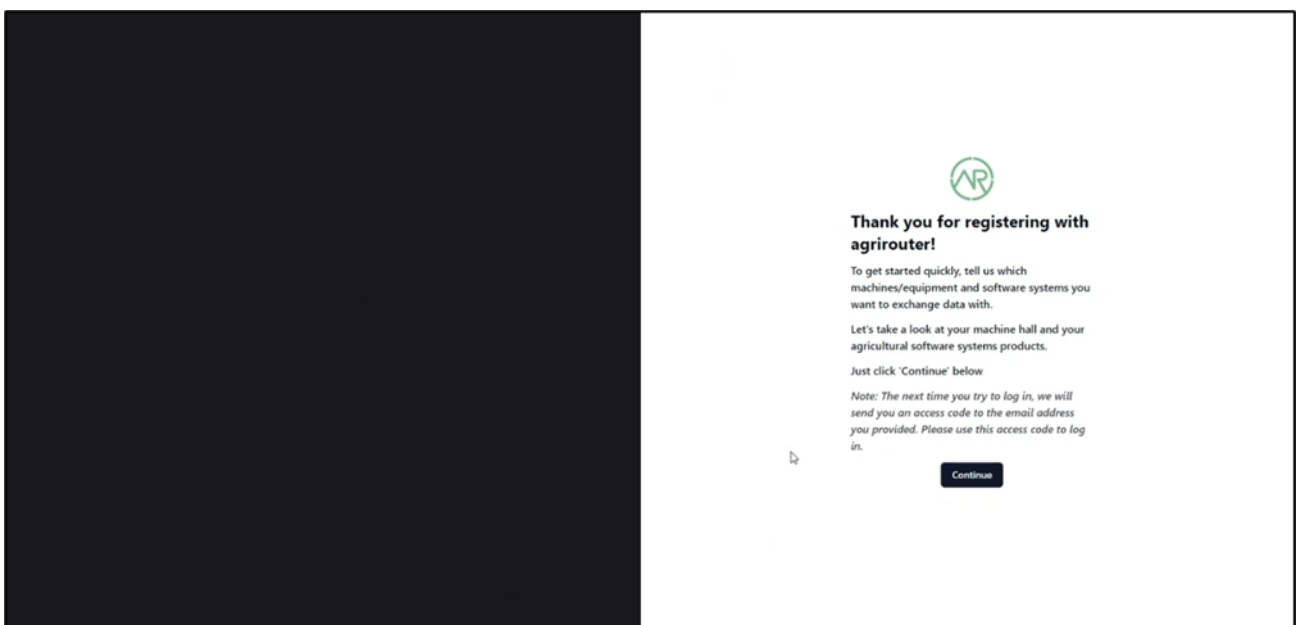 AR
Thank you for registering with
agrirouter!
To get started quickly, tell us which
machines/equipment and software systems you
want to exchange data with.
Let's take a look at your machine hall and your
agricultural software systems products.
Just click 'Continue' below
Note: The next time you try to log in, we will
send you an access code to the email address
you provided. Please use this access code to log
in.
Continue